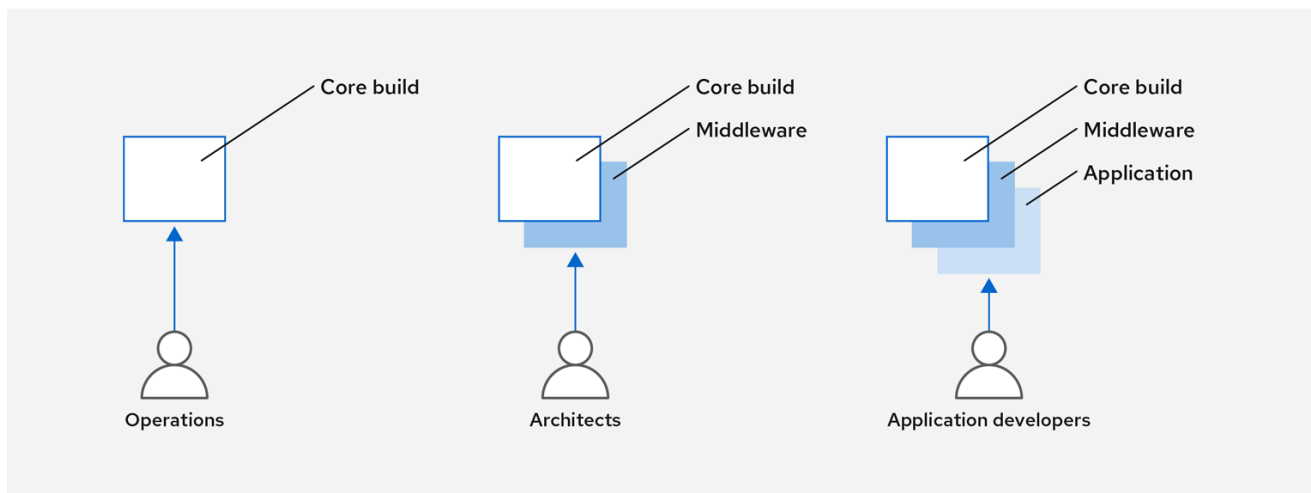 Core build
Operations
Core build
Middleware
Architects
Core build
Middleware
Application
Application developers